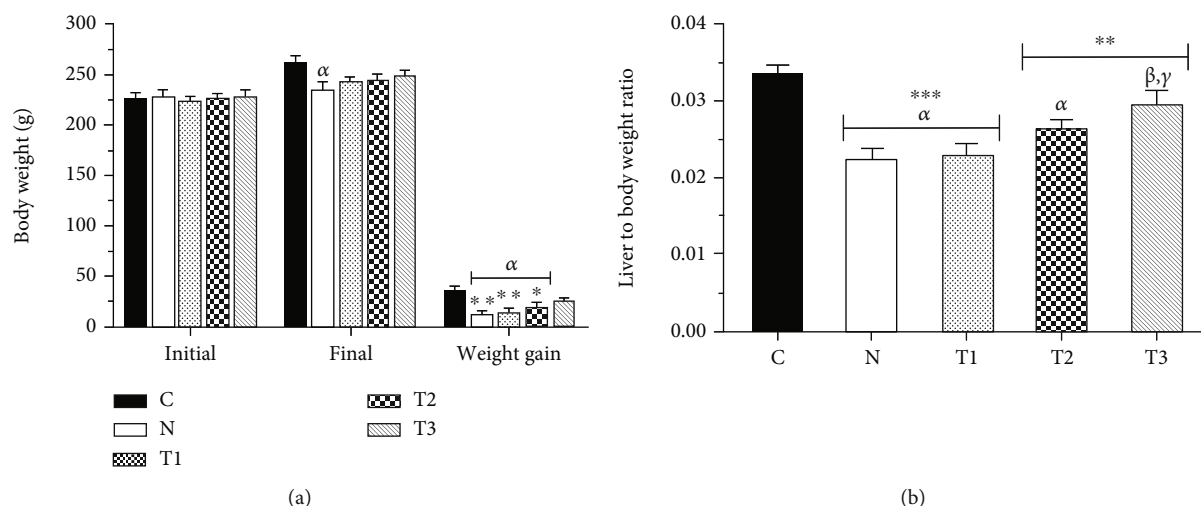 Body weight (g)
300
250
200
150
100
50
0
α
α
* * * * *
Initial Final Weight gain
C T2
N T3
T1
(a)
Liver to body weight ratio
0.04
0.03
0.02
0.01
0.00
**
β,γ
***
α
α
C N T1 T2 T3
(b)